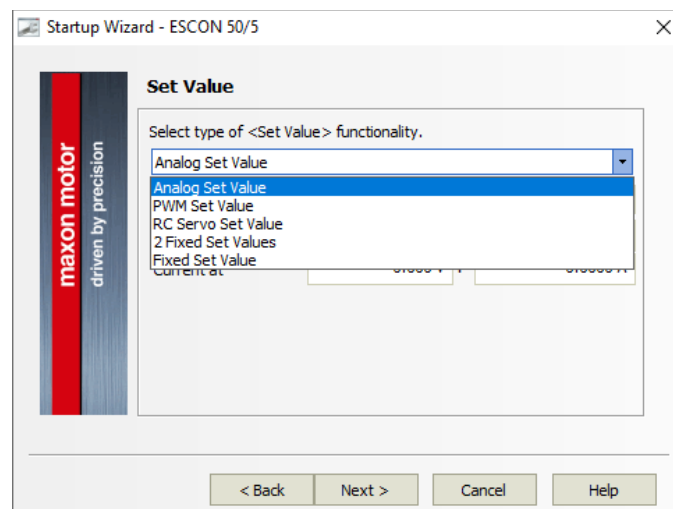 Startup Wizard - ESCON 50/5
maxon motor
driven by precision
Set Value
Select type of <Set Value> functionality.
Analog Set Value
Analog Set Value
PWM Set Value
RC Servo Set Value
2 Fixed Set Values
Fixed Set Value
Current at
< Back
Next >
Cancel
Help